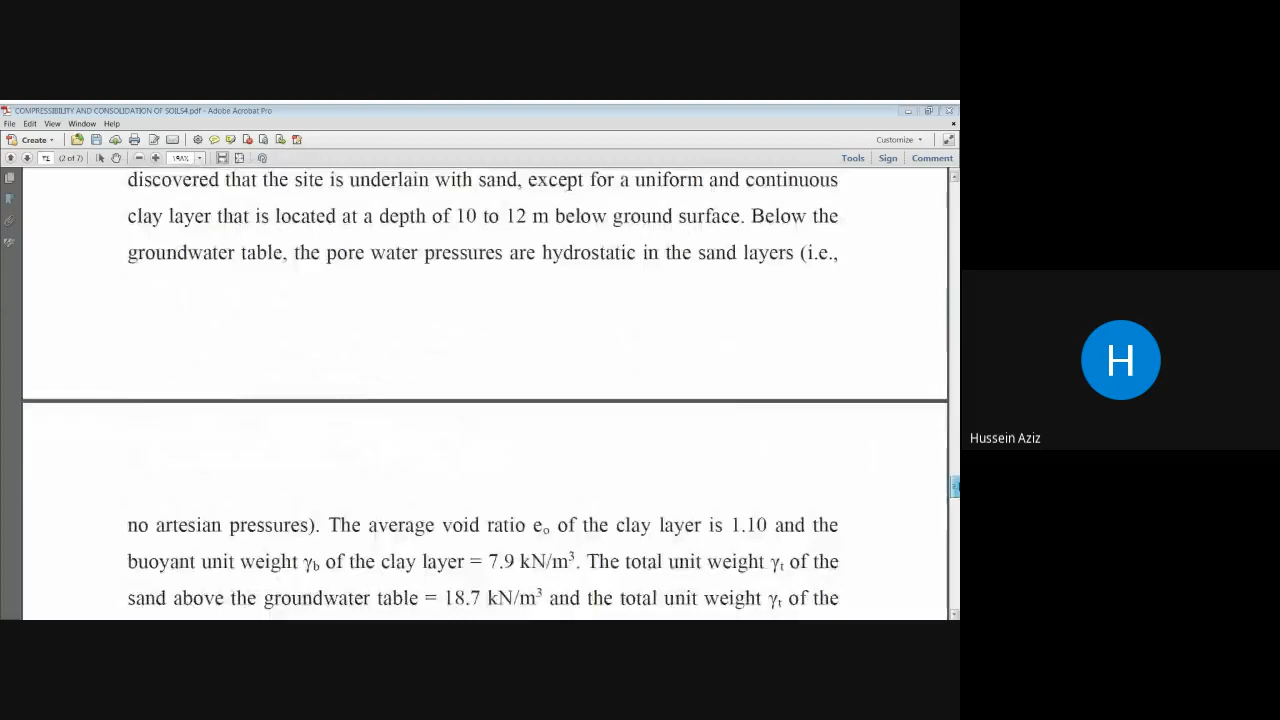 COMPRESSIBILITY AND CONSOLIDATION OF SOILS4.pdf - Adobe Acrobat Pro
File Edit View Window Help
Create Customize
(2 of 7) Tools Sign Comment
discovered that the site is underlain with sand, except for a uniform and continuous
clay layer that is located at a depth of 10 to 12 m below ground surface. Below the
groundwater table, the pore water pressures are hydrostatic in the sand layers (i.e.,
no artesian pressures). The average void ratio eₒ of the clay layer is 1.10 and the
buoyant unit weight γb of the clay layer = 7.9 kN/m³. The total unit weight γt of the
sand above the groundwater table = 18.7 kN/m³ and the total unit weight γt of the
H
Hussein Aziz